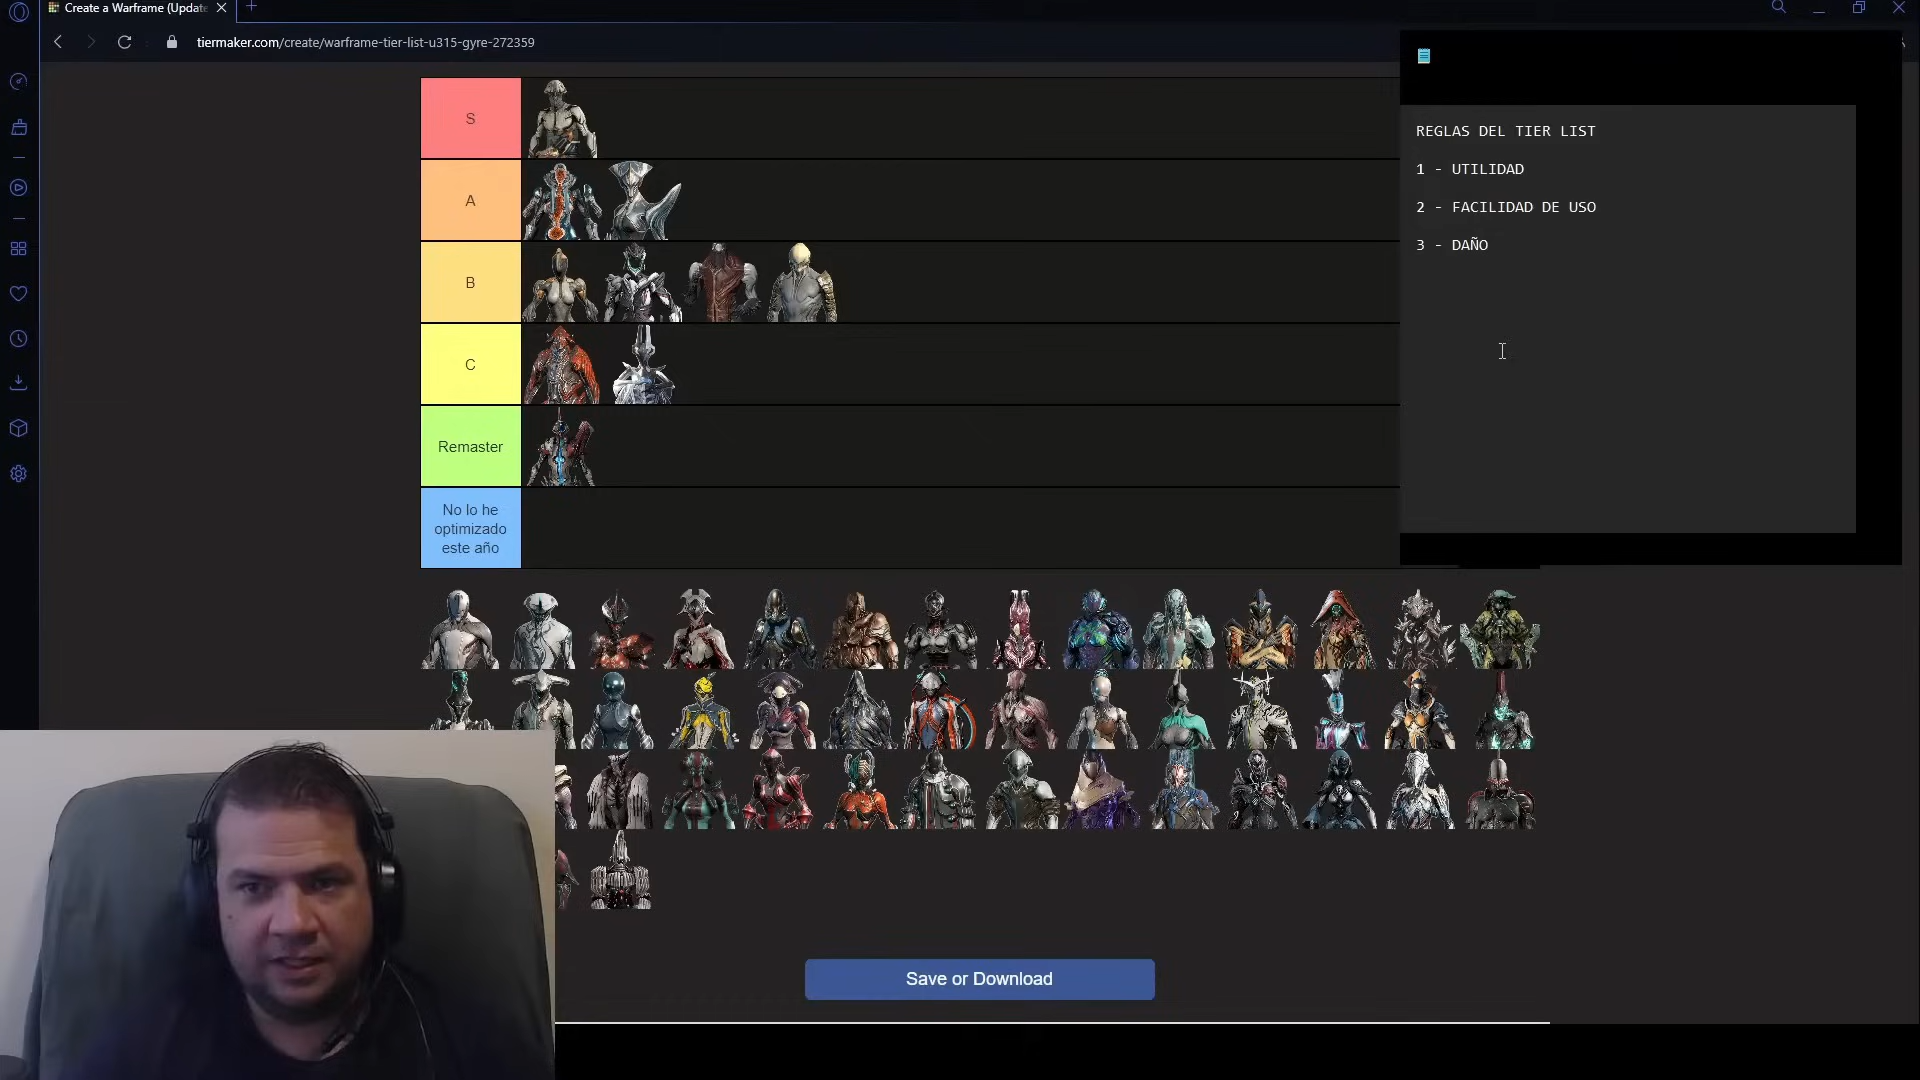 Create a Warframe (Update
tiermaker.com/create/warframe-tier-list-u315-gyre-272359
S
A
B
C
Remaster
No lo he
optimizado
este año
REGLAS DEL TIER LIST
1 - UTILIDAD
2 - FACILIDAD DE USO
3 - DAÑO
Save or Download